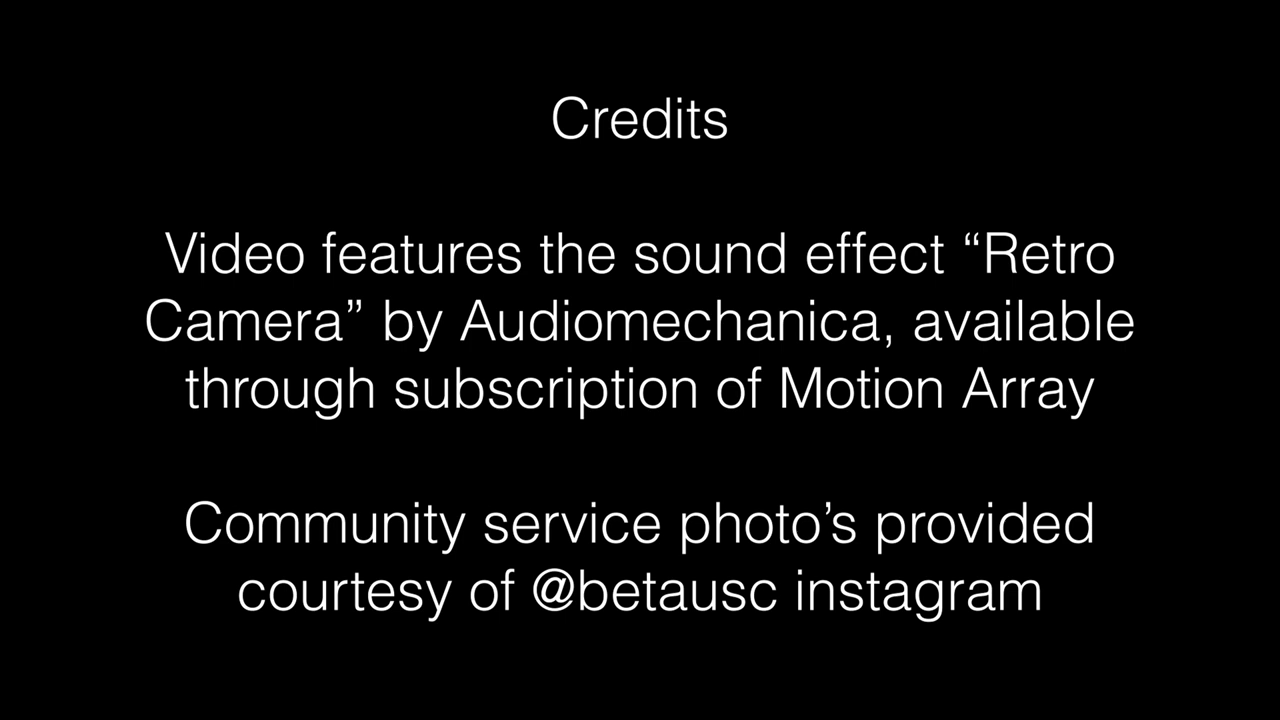 Credits
Video features the sound effect “Retro
Camera” by Audiomechanica, available
through subscription of Motion Array
Community service photo’s provided
courtesy of @betausc instagram